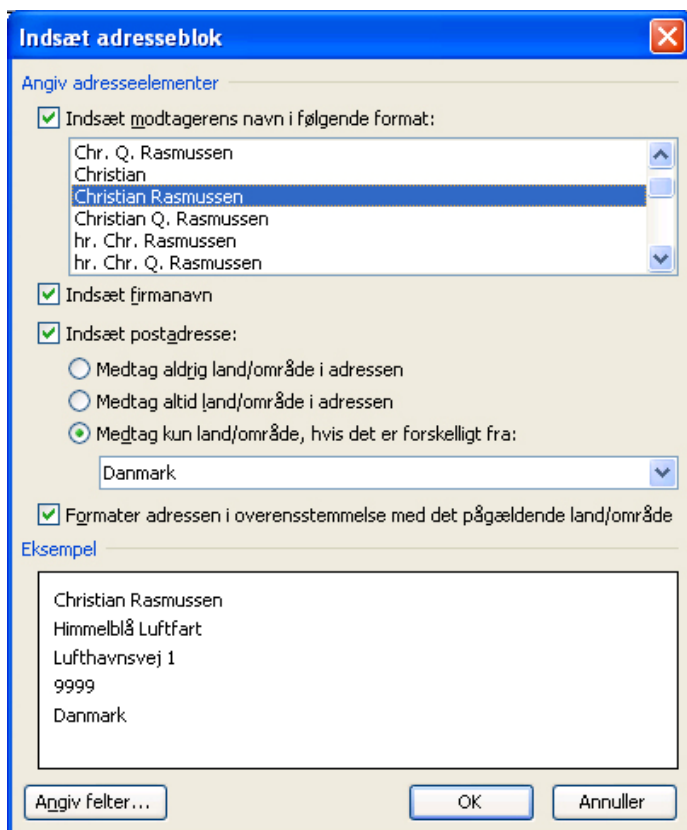 Indsæt adresseblok
Angiv adresseelementer
Indsæt modtagerens navn i følgende format:
Chr. Q. Rasmussen
Christian
Christian Rasmussen
Christian Q. Rasmussen
hr. Chr. Rasmussen
hr. Chr. Q. Rasmussen
Indsæt firmanavn
Indsæt postadresse:
Medtag aldrig land/område i adressen
Medtag altid land/område i adressen
Medtag kun land/område, hvis det er forskelligt fra:
Danmark
Formater adressen i overensstemmelse med det pågældende land/område
Eksempel
Christian Rasmussen
Himmelblå Luftfart
Lufthavnsvej 1
9999
Danmark
Angiv felter... OK Annuller